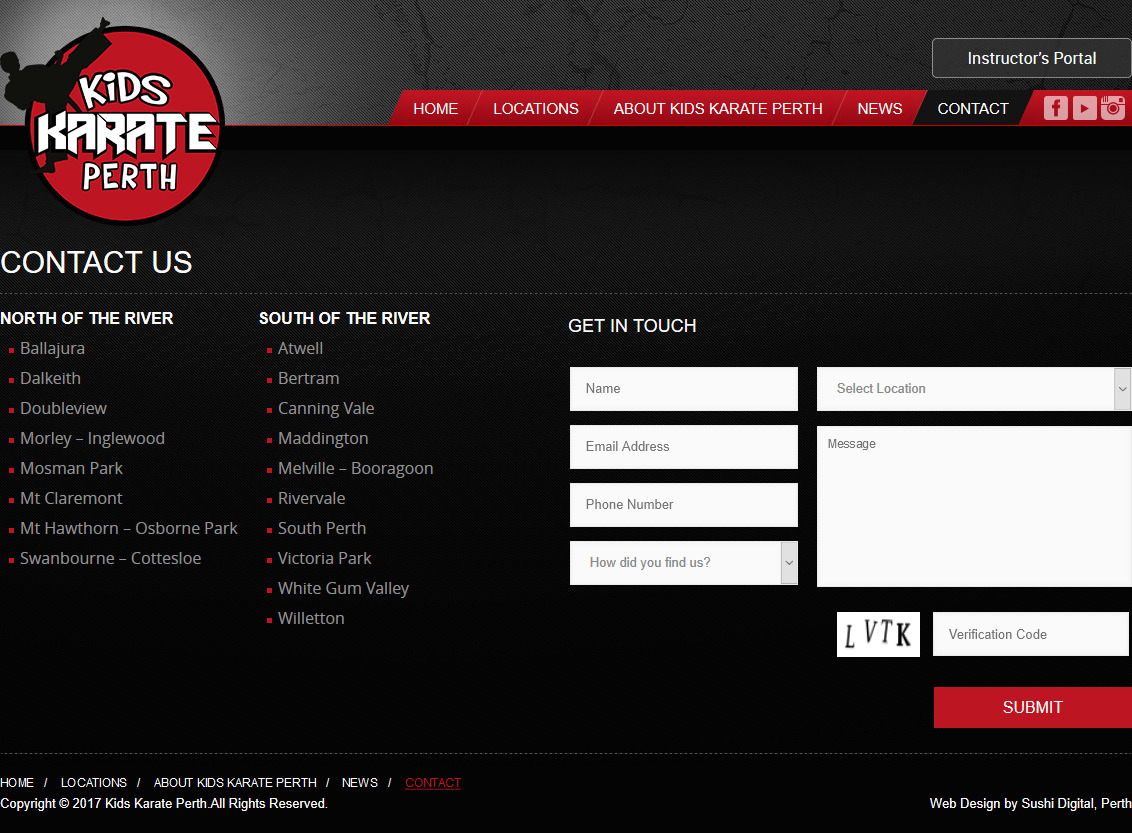 KiDS
KARATE
PERTH
Instructor's Portal
HOME
LOCATIONS
ABOUT KIDS KARATE PERTH
NEWS
CONTACT
CONTACT US
NORTH OF THE RIVER
Ballajura
Dalkeith
Doubleview
Morley – Inglewood
Mosman Park
Mt Claremont
Mt Hawthorn – Osborne Park
Swanbourne – Cottesloe
SOUTH OF THE RIVER
Atwell
Bertram
Canning Vale
Maddington
Melville – Booragoon
Rivervale
South Perth
Victoria Park
White Gum Valley
Willetton
GET IN TOUCH
Name
Email Address
Phone Number
How did you find us?
Select Location
Message
LVTK
Verification Code
SUBMIT
HOME / LOCATIONS / ABOUT KIDS KARATE PERTH / NEWS / CONTACT
Copyright © 2017 Kids Karate Perth.All Rights Reserved.
Web Design by Sushi Digital, Perth